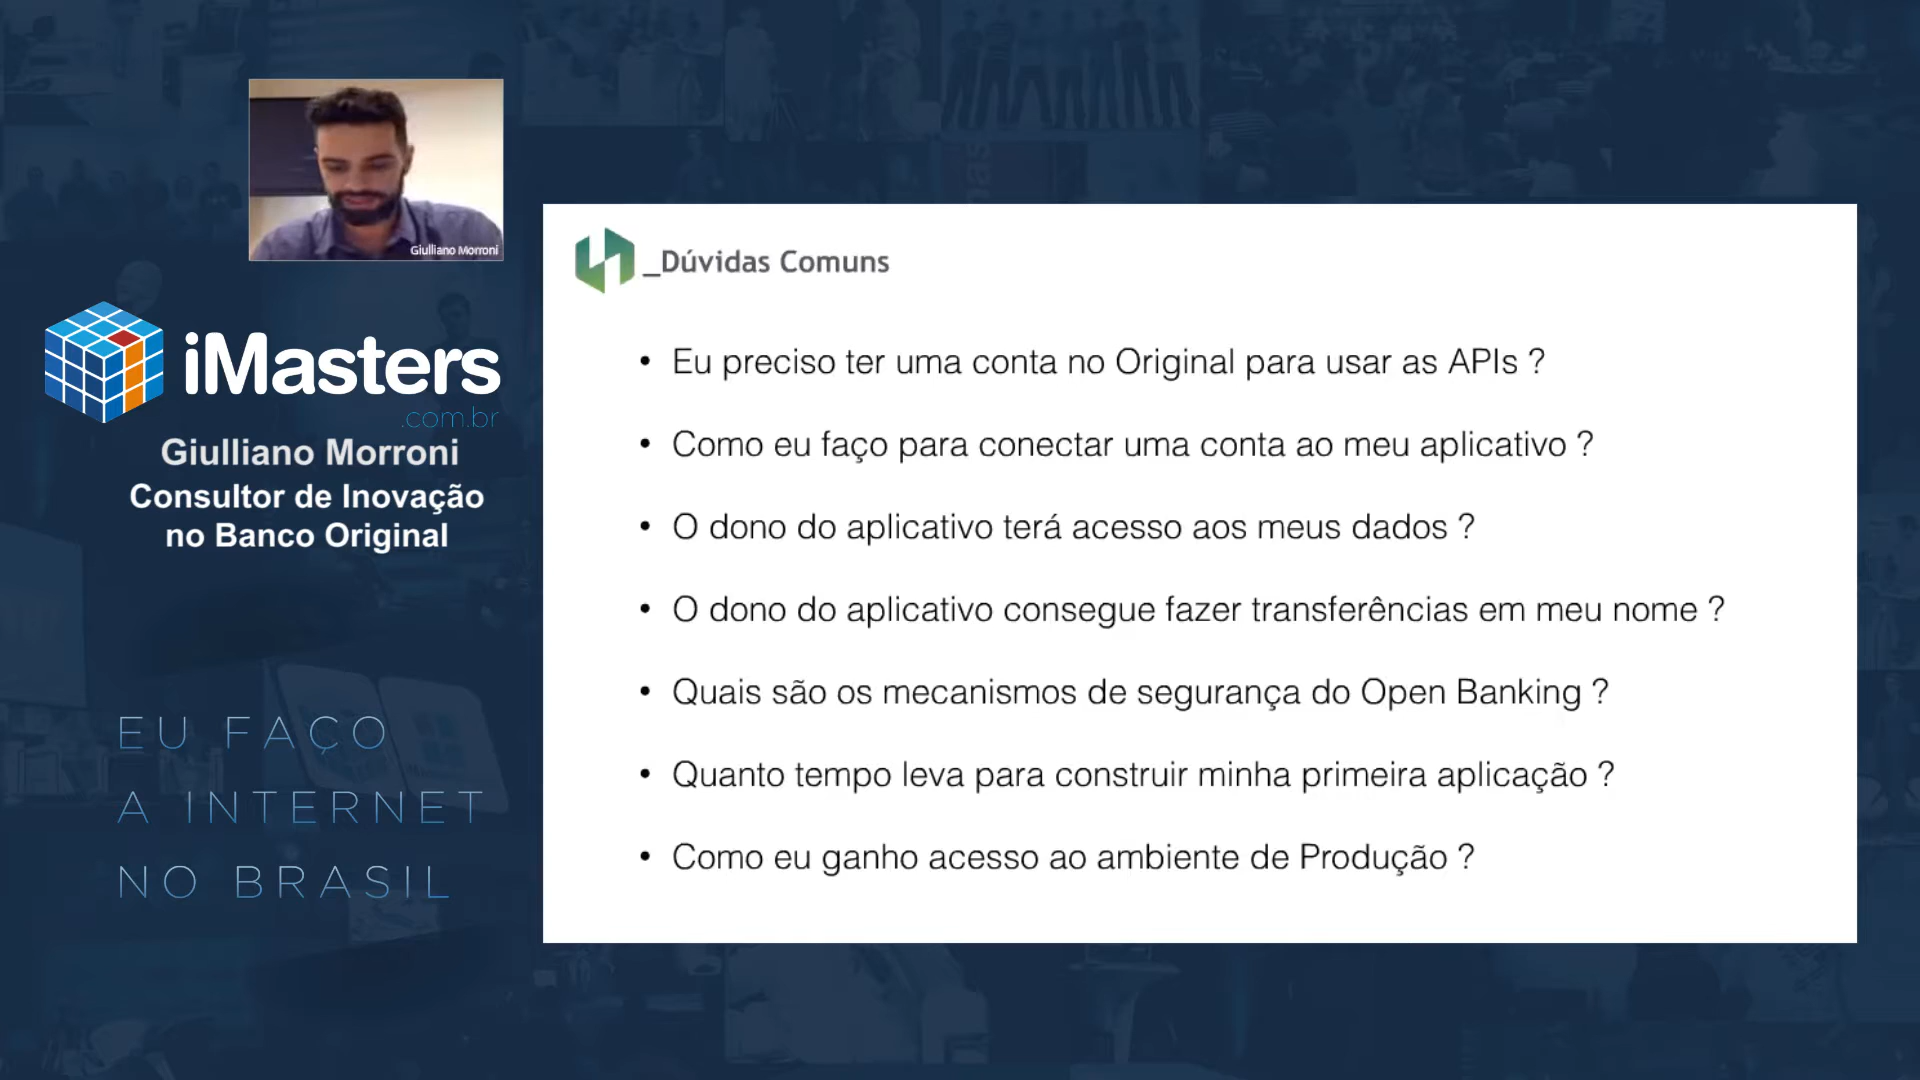 Giulliano Morroni
iMasters
.com.br
Giulliano Morroni
Consultor de Inovação
no Banco Original
EU FAÇO
A INTERNET
NO BRASIL
_Dúvidas Comuns
• Eu preciso ter uma conta no Original para usar as APIs ?
• Como eu faço para conectar uma conta ao meu aplicativo ?
• O dono do aplicativo terá acesso aos meus dados ?
• O dono do aplicativo consegue fazer transferências em meu nome ?
• Quais são os mecanismos de segurança do Open Banking ?
• Quanto tempo leva para construir minha primeira aplicação ?
• Como eu ganho acesso ao ambiente de Produção ?